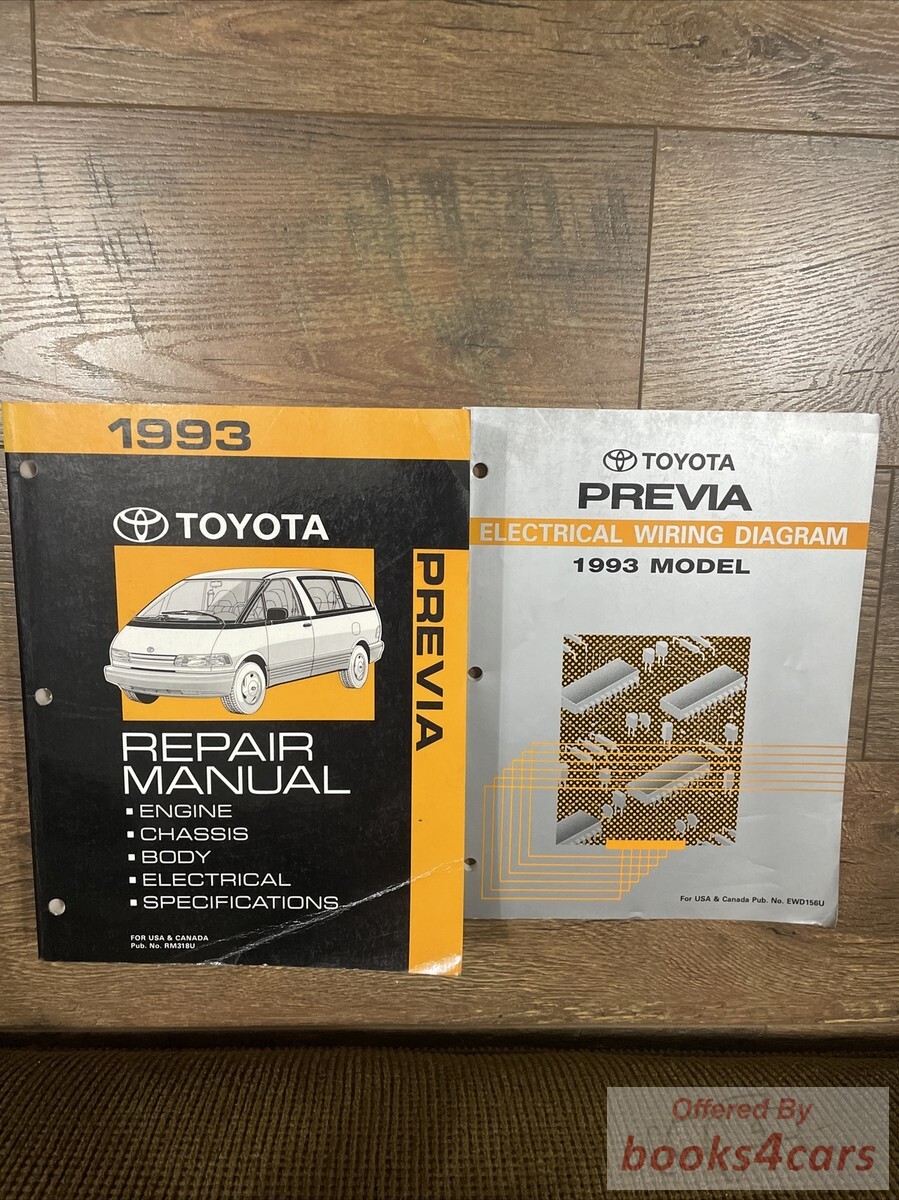 1993
TOYOTA
PREVIA
REPAIR
MANUAL
▪ ENGINE
▪ CHASSIS
▪ BODY
▪ ELECTRICAL
▪ SPECIFICATIONS
FOR USA & CANADA
Pub. No. RM318U
TOYOTA
PREVIA
ELECTRICAL WIRING DIAGRAM
1993 MODEL
For USA & Canada Pub. No. EWD156U
Offered By
books4cars